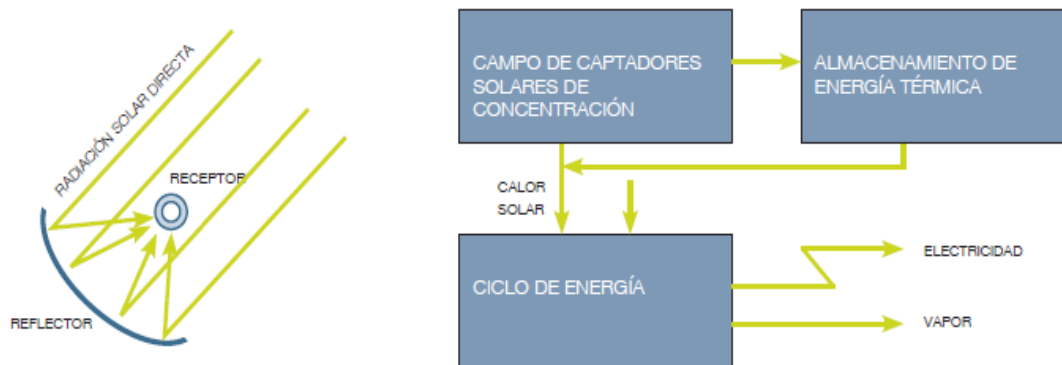 RADIACIÓN SOLAR DIRECTA
RECEPTOR
REFLECTOR
CAMPO DE CAPTADORES
SOLARES DE
CONCENTRACIÓN
ALMACENAMIENTO DE
ENERGÍA TÉRMICA
CALOR
SOLAR
CICLO DE ENERGÍA
ELECTRICIDAD
VAPOR